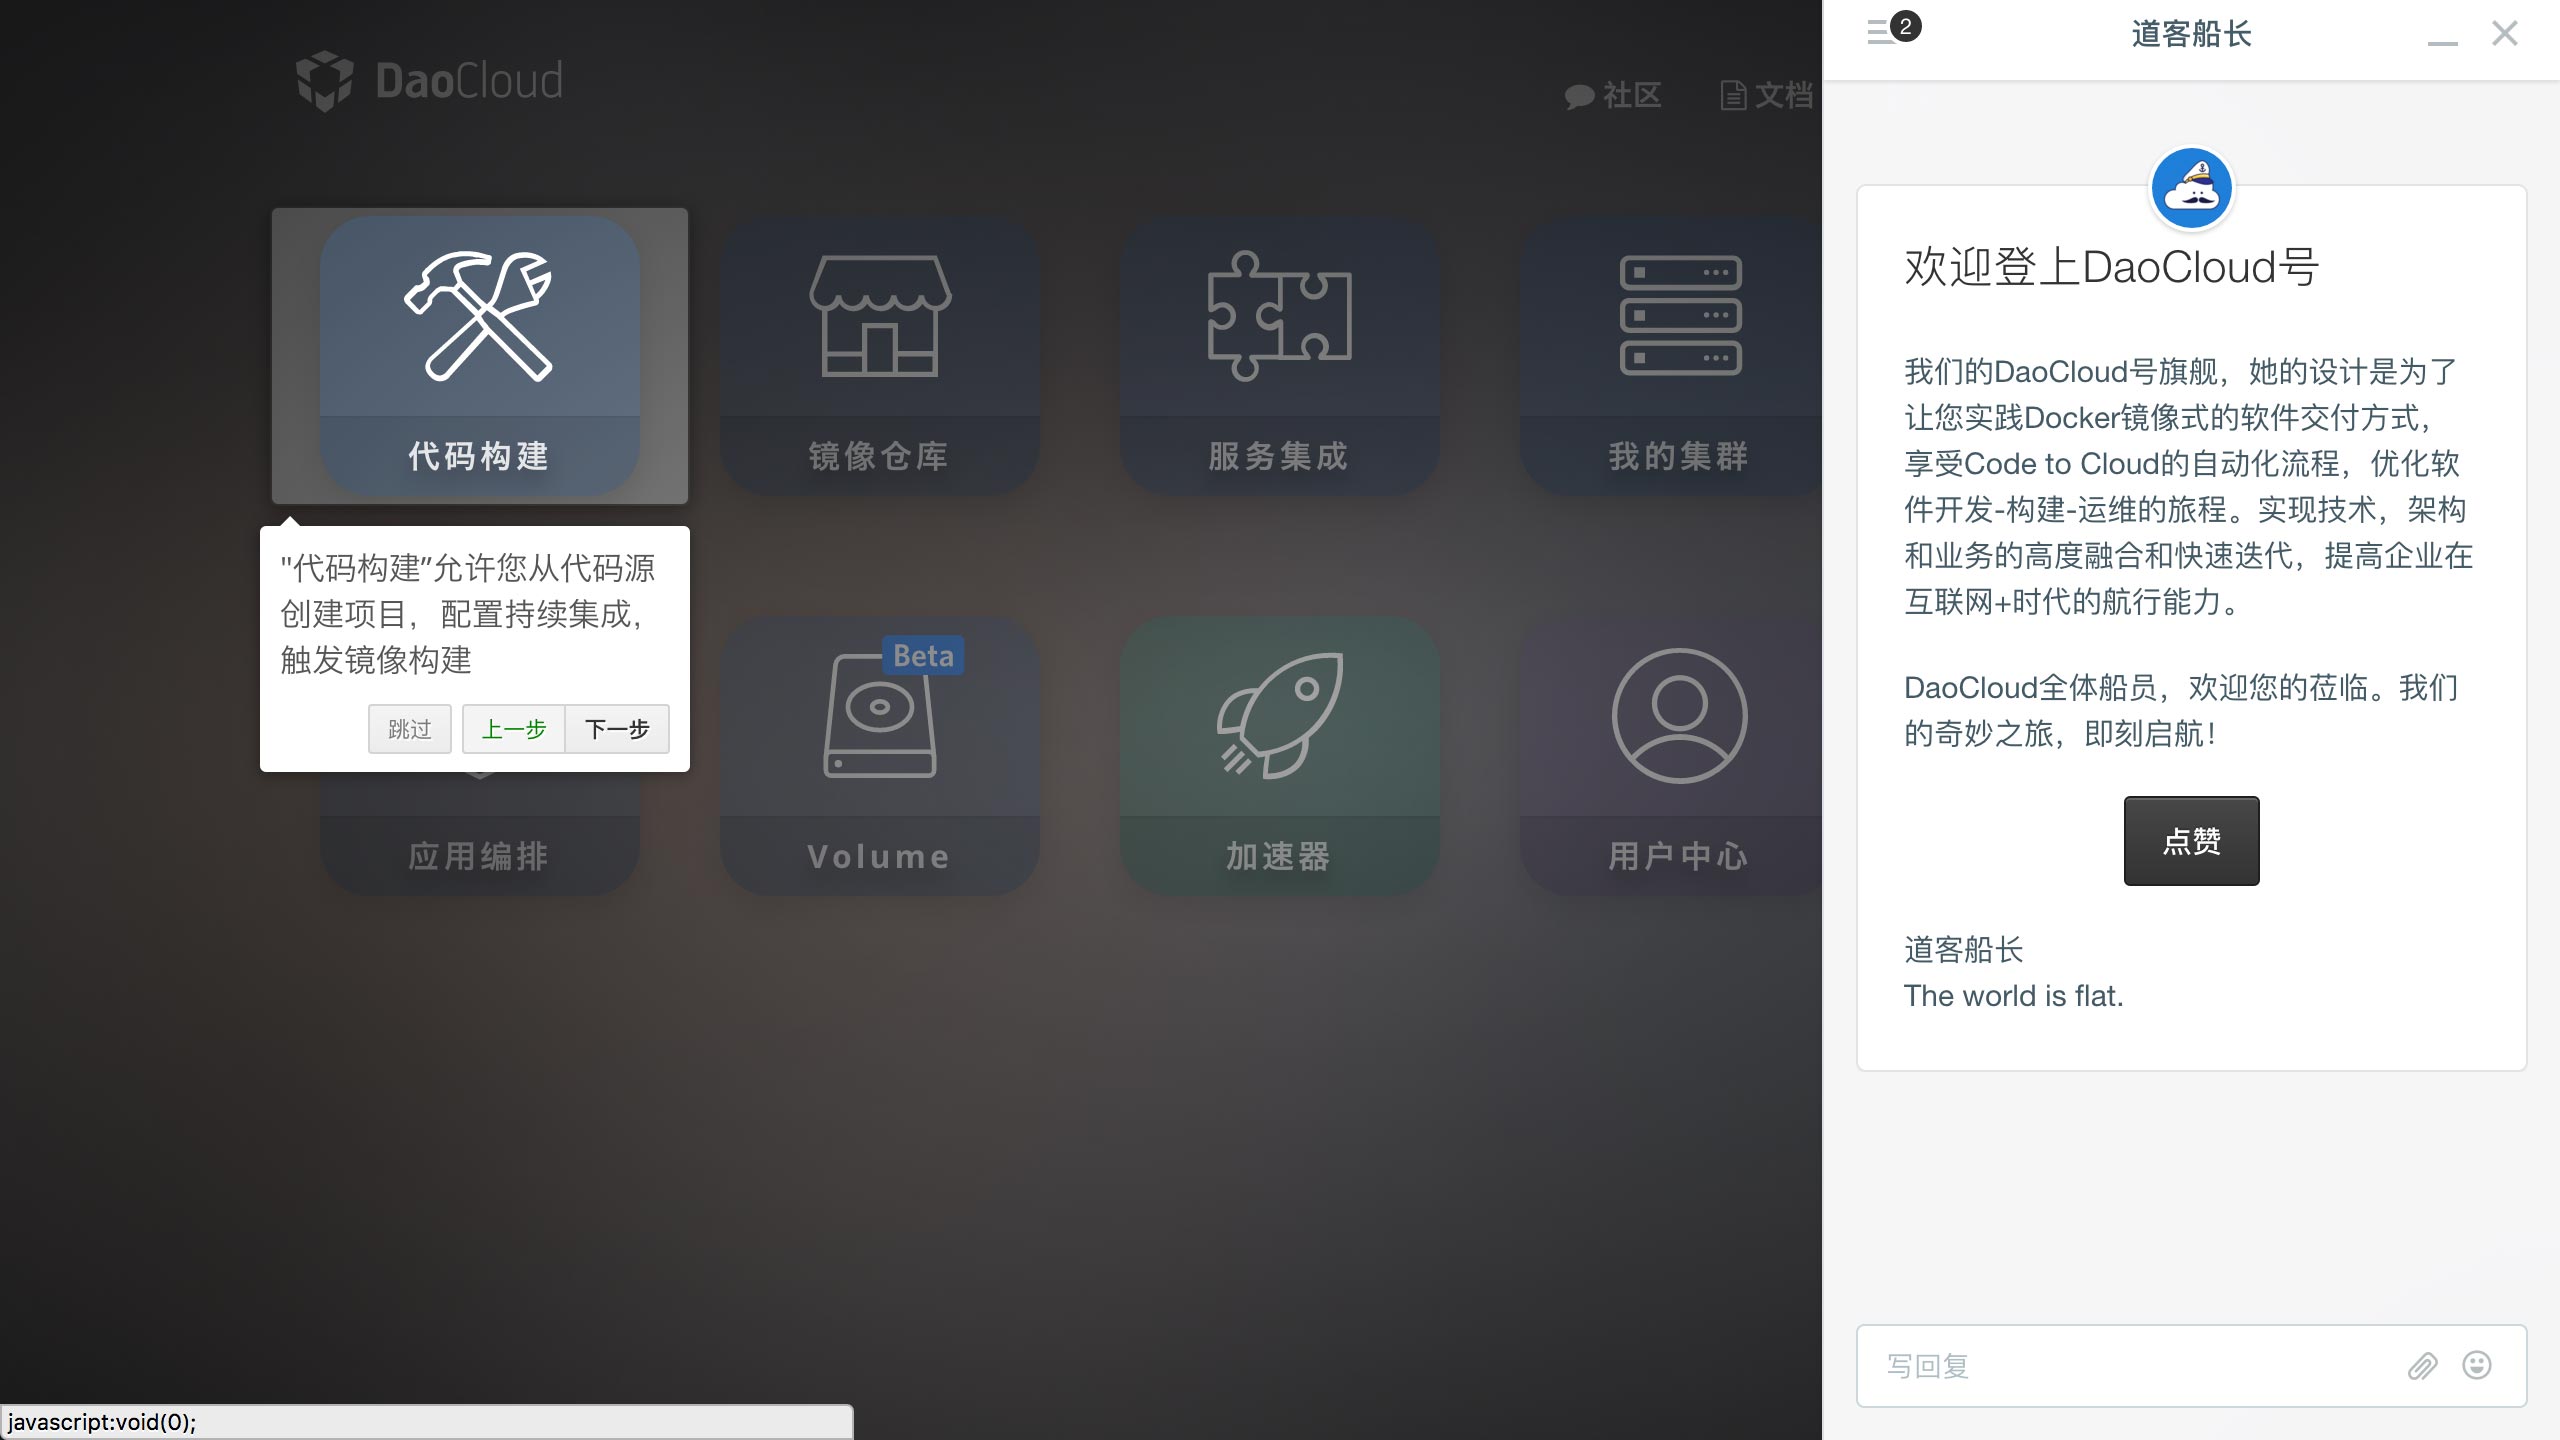 DaoCloud
社区
文档
代码构建
镜像仓库
服务集成
我的集群
"代码构建”允许您从代码源
创建项目，配置持续集成，
触发镜像构建
跳过
上一步
下一步
Beta
应用编排
Volume
加速器
用户中心
javascript:void(0);
2
道客船长
欢迎登上DaoCloud号
我们的DaoCloud号旗舰，她的设计是为了
让您实践Docker镜像式的软件交付方式，
享受Code to Cloud的自动化流程，优化软
件开发-构建-运维的旅程。实现技术，架构
和业务的高度融合和快速迭代，提高企业在
互联网+时代的航行能力。
DaoCloud全体船员，欢迎您的莅临。我们
的奇妙之旅，即刻启航！
点赞
道客船长
The world is flat.
写回复